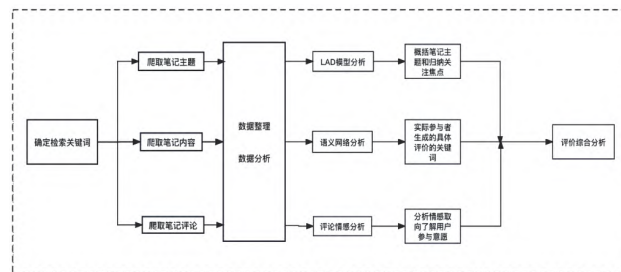 确定检索关键词
爬取笔记主题
爬取笔记内容
爬取笔记评论
数据整理
数据分析
LAD模型分析
语义网络分析
评论情感分析
概括笔记主
题和归纳关
注焦点
实际参与者
生成的具体
评价的关键
词
分析情感取
向了解用户
参与意愿
评价综合分析